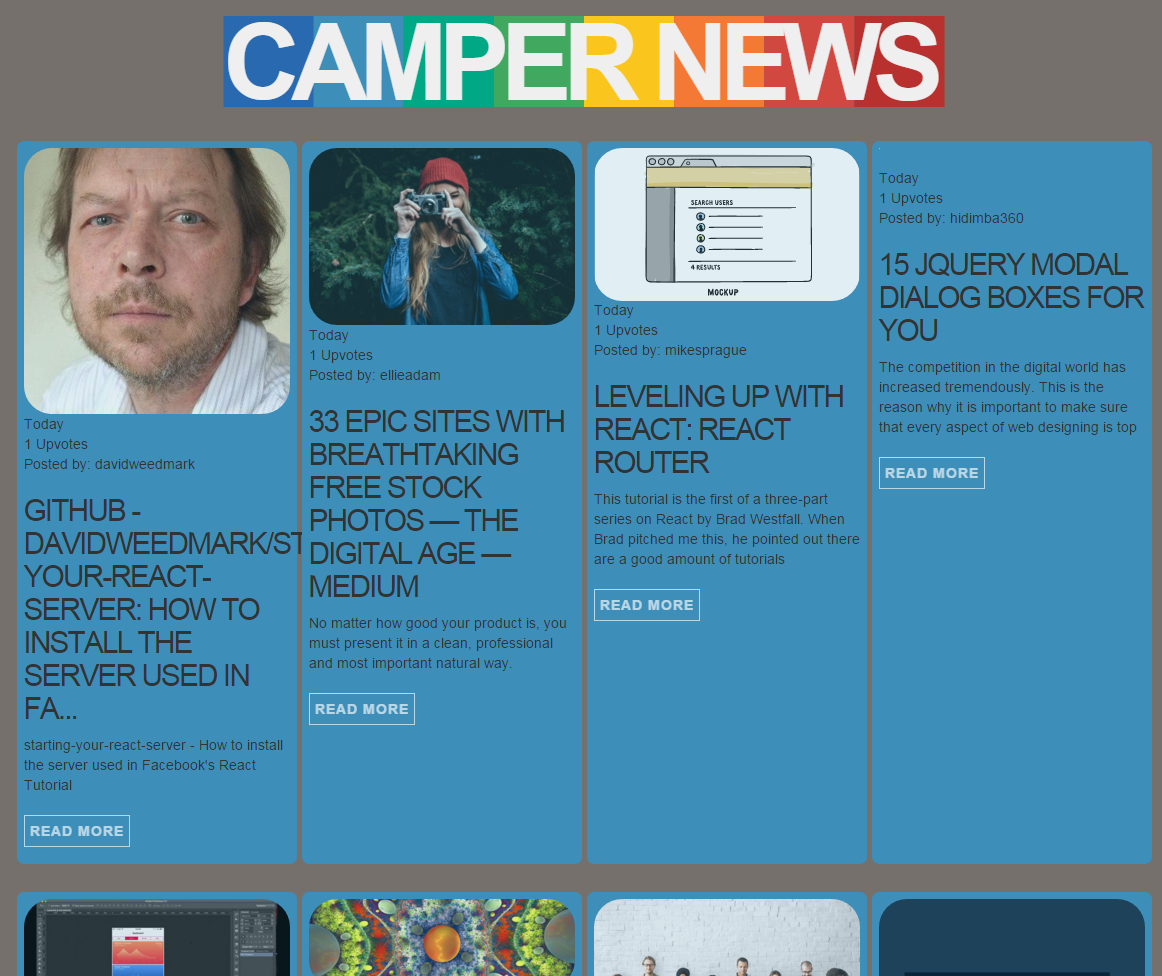 CAMPER NEWS
Today
1 Upvotes
Posted by: davidweedmark
GITHUB -
DAVIDWEEDMARK/ST
YOUR-REACT-
SERVER: HOW TO
INSTALL THE
SERVER USED IN
FA...
starting-your-react-server - How to install
the server used in Facebook's React
Tutorial
READ MORE
Today
1 Upvotes
Posted by: ellieadam
33 EPIC SITES WITH
BREATHTAKING
FREE STOCK
PHOTOS — THE
DIGITAL AGE —
MEDIUM
No matter how good your product is, you
must present it in a clean, professional
and most important natural way.
READ MORE
SEARCH USERS
4 RESULTS
MOCKUP
Today
1 Upvotes
Posted by: mikesprague
LEVELING UP WITH
REACT: REACT
ROUTER
This tutorial is the first of a three-part
series on React by Brad Westfall. When
Brad pitched me this, he pointed out there
are a good amount of tutorials
READ MORE
Today
1 Upvotes
Posted by: hidimba360
15 JQUERY MODAL
DIALOG BOXES FOR
YOU
The competition in the digital world has
increased tremendously. This is the
reason why it is important to make sure
that every aspect of web designing is top
READ MORE